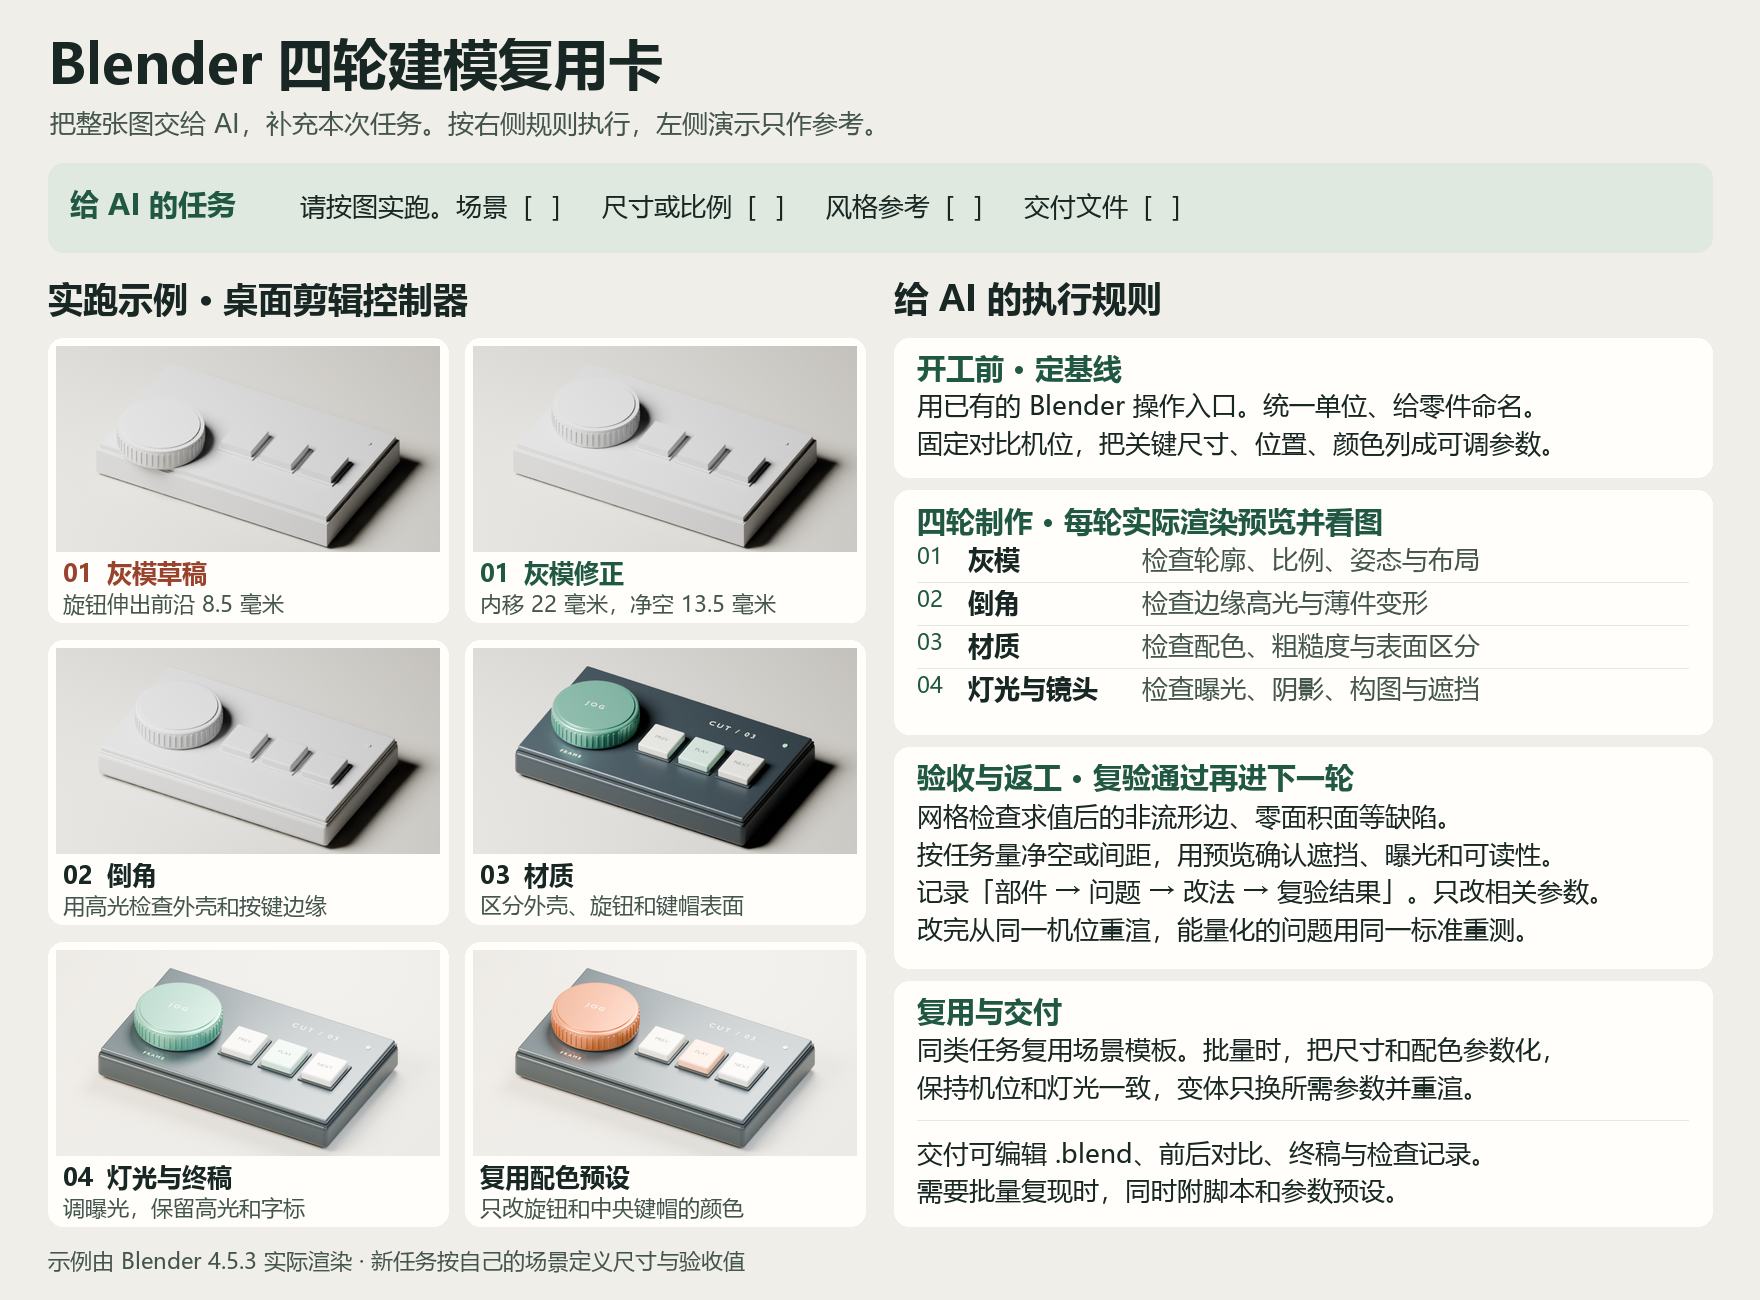 Blender 四轮建模复用卡
把整张图交给 AI，补充本次任务。按右侧规则执行，左侧演示只作参考。
给 AI 的任务 请按图实跑。场景 [ ] 尺寸或比例 [ ] 风格参考 [ ] 交付文件 [ ]
实跑示例 · 桌面剪辑控制器
01 灰模草稿
旋钮伸出前沿 8.5 毫米
01 灰模修正
内移 22 毫米，净空 13.5 毫米
02 倒角
用高光检查外壳和按键边缘
JOG
CUT / 03
FRAME
PREV
PLAY
NEXT
03 材质
区分外壳、旋钮和键帽表面
JOG
CUT / 03
FRAME
PREV
PLAY
NEXT
04 灯光与终稿
调曝光，保留高光和字标
JOG
CUT / 03
FRAME
PREV
PLAY
NEXT
复用配色预设
只改旋钮和中央键帽的颜色
给 AI 的执行规则
开工前 · 定基线
用已有的 Blender 操作入口。统一单位、给零件命名。
固定对比机位，把关键尺寸、位置、颜色列成可调参数。
四轮制作 · 每轮实际渲染预览并看图
01 灰模 检查轮廓、比例、姿态与布局
02 倒角 检查边缘高光与薄件变形
03 材质 检查配色、粗糙度与表面区分
04 灯光与镜头 检查曝光、阴影、构图与遮挡
验收与返工 · 复验通过再进下一轮
网格检查求值后的非流形边、零面积面等缺陷。
按任务量净空或间距，用预览确认遮挡、曝光和可读性。
记录「部件 → 问题 → 改法 → 复验结果」。只改相关参数。
改完从同一机位重渲，能量化的问题用同一标准重测。
复用与交付
同类任务复用场景模板。批量时，把尺寸和配色参数化，
保持机位和灯光一致，变体只换所需参数并重渲。
交付可编辑 .blend、前后对比、终稿与检查记录。
需要批量复现时，同时附脚本和参数预设。
示例由 Blender 4.5.3 实际渲染 · 新任务按自己的场景定义尺寸与验收值